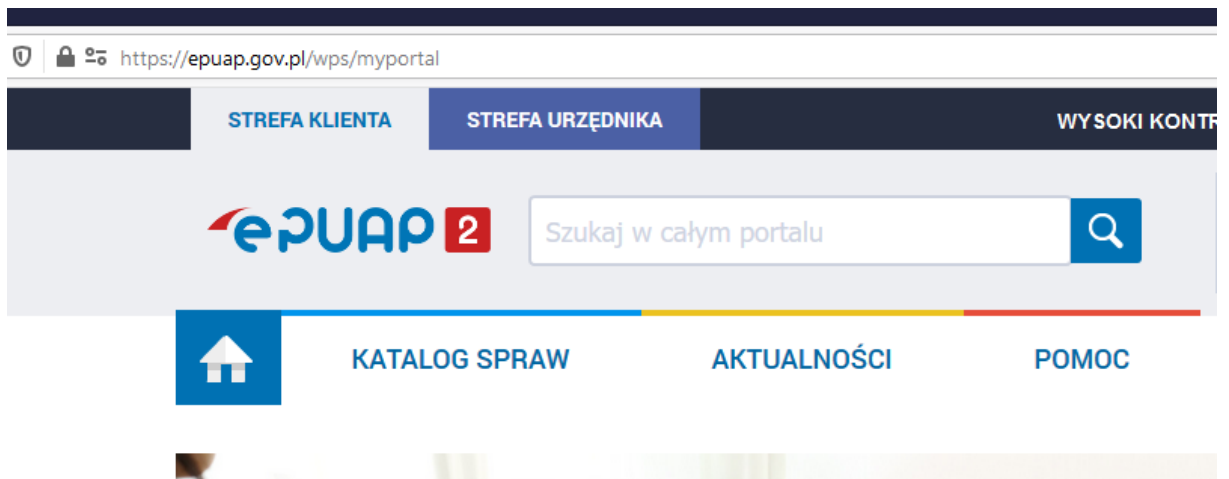 https://epuap.gov.pl/wps/myportal
STREFA KLIENTA STREFA URZĘDNIKA WYSOKI KONTR
ePUAP 2 Szukaj w całym portalu
KATALOG SPRAW AKTUALNOŚCI POMOC